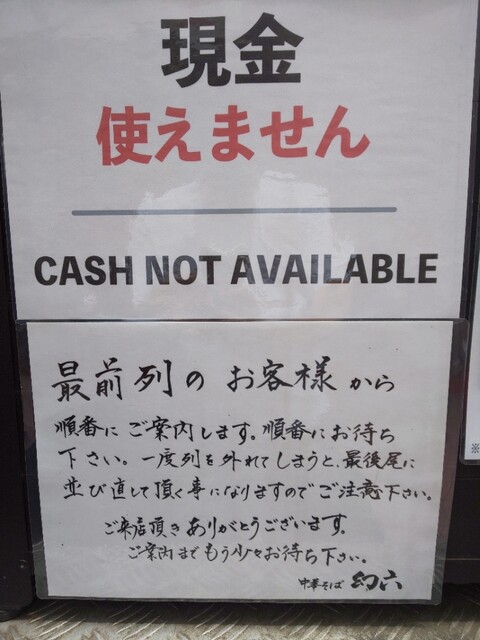 現金
使えません
CASH NOT AVAILABLE
最前列の お客様から
順番に ご案内します。順番に お待ち
下さい。一度列を外れてしまうと、最後尾に
並び直して頂く事になりますのでご注意下さい。
ご来店頂き ありがとうございます。
ご案内まで もう少々お待ち下さい。
中華そば 幻六
※